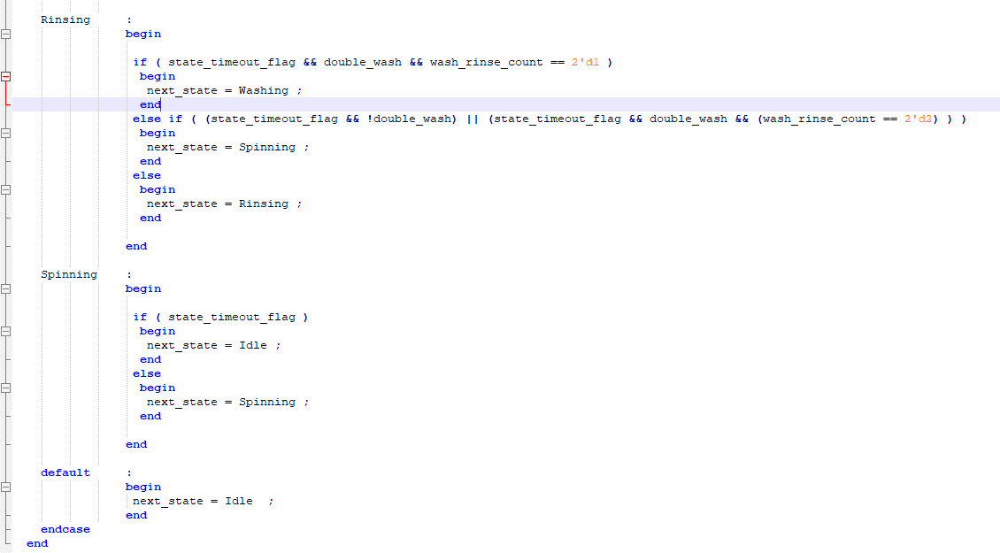 Rinsing :
begin
if ( state_timeout_flag && double_wash && wash_rinse_count == 2'd1 )
begin
next_state = Washing ;
end
else if ( (state_timeout_flag && !double_wash) || (state_timeout_flag && double_wash && (wash_rinse_count == 2'd2) ) )
begin
next_state = Spinning ;
end
else
begin
next_state = Rinsing ;
end
end
Spinning :
begin
if ( state_timeout_flag )
begin
next_state = Idle ;
end
else
begin
next_state = Spinning ;
end
end
default :
begin
next_state = Idle ;
end
endcase
end